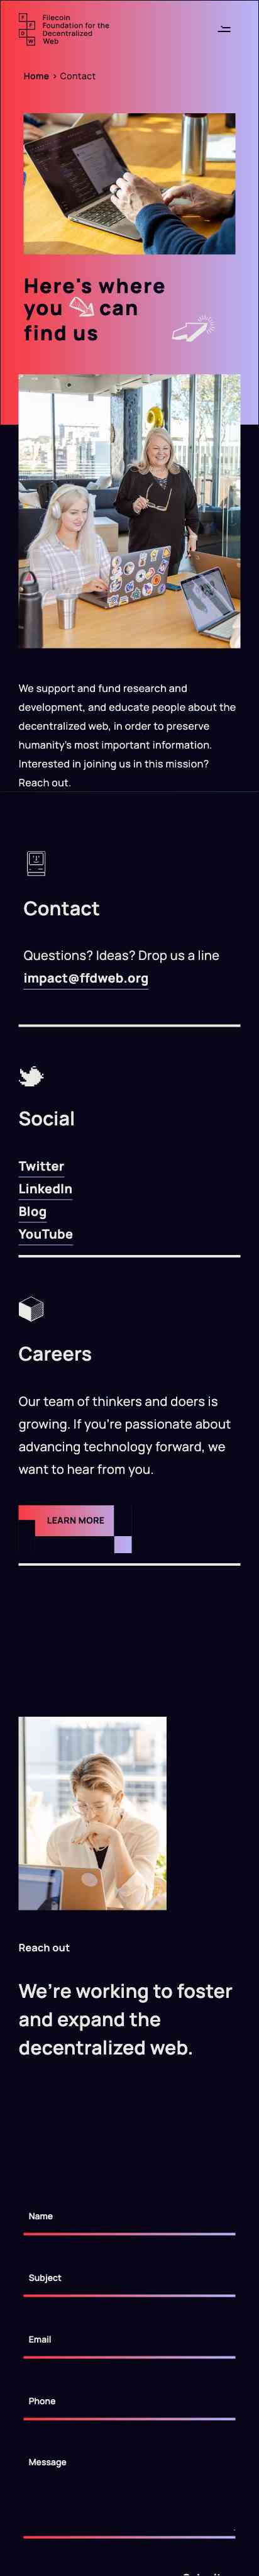 Filecoin
Foundation for the
Decentralized
Web
F
F
D
W
Home > Contact
Here's where
you can
find us
We support and fund research and
development, and educate people about the
decentralized web, in order to preserve
humanity's most important information.
Interested in joining us in this mission?
Reach out.
Contact
Questions? Ideas? Drop us a line
impact@ffdweb.org
Social
Twitter
LinkedIn
Blog
YouTube
Careers
Our team of thinkers and doers is
growing. If you're passionate about
advancing technology forward, we
want to hear from you.
LEARN MORE
Reach out
We're working to foster
and expand the
decentralized web.
Name
Subject
Email
Phone
Message